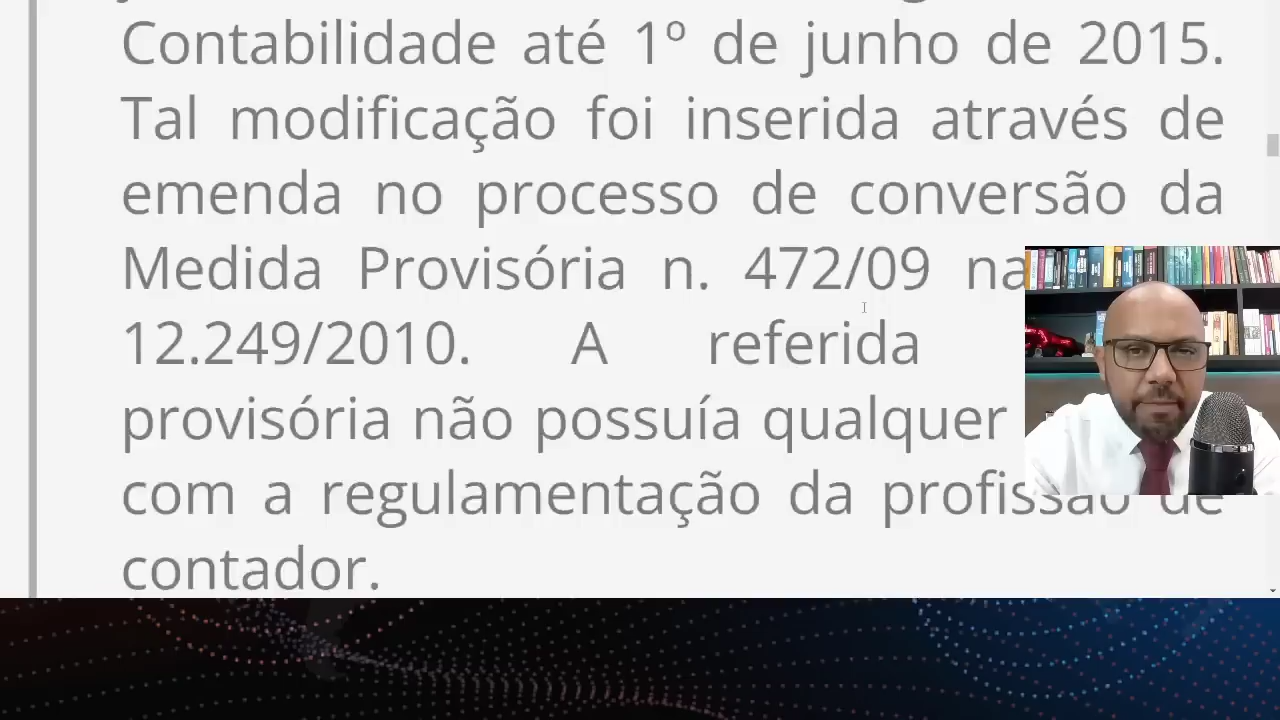 Contabilidade até 1º de junho de 2015.
Tal modificação foi inserida através de
emenda no processo de conversão da
Medida Provisória n. 472/09 na
12.249/2010. A referida
provisória não possuía qualquer
com a regulamentação da profissão de
contador.